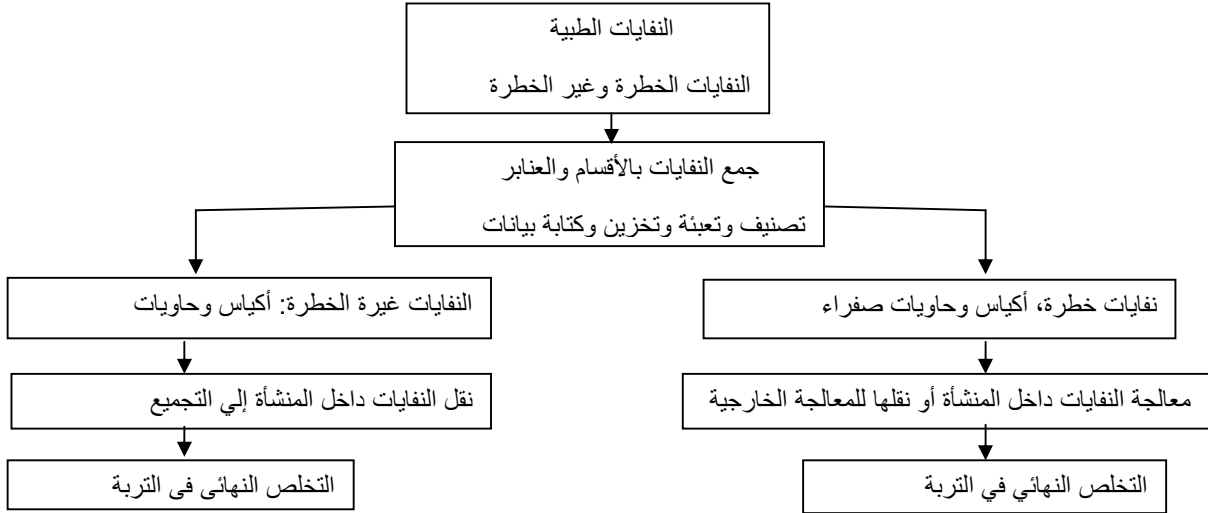 النفايات الطبية
النفايات الخطرة وغير الخطرة
جمع النفايات بالأقسام والعنابر
تصنيف وتعبئة وتخزين وكتابة بيانات
نفايات خطرة، أكياس وحاويات صفراء
النفايات غيرة الخطرة: أكياس وحاويات
معالجة النفايات داخل المنشأة أو نقلها للمعالجة الخارجية
نقل النفايات داخل المنشأة إلي التجميع
التخلص النهائي في التربة
التخلص النهائى فى التربة